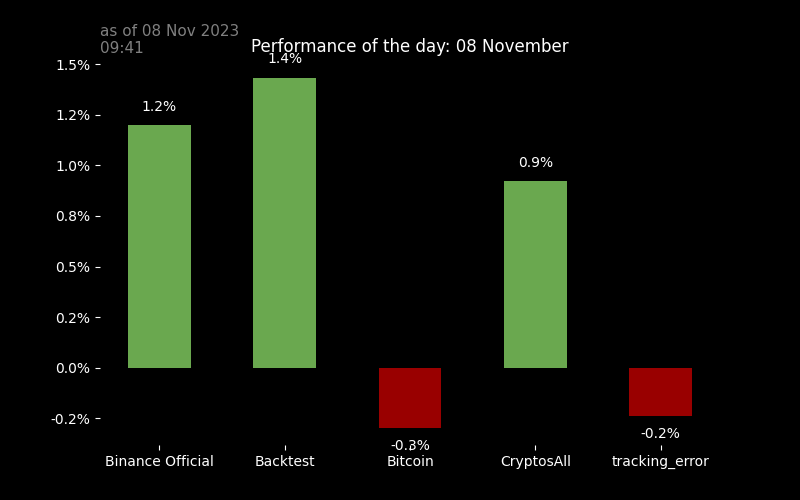 as of 08 Nov 2023
09:41
Performance of the day: 08 November
1.5%
1.2%
1.0%
0.8%
0.5%
0.2%
0.0%
-0.2%
1.2%
1.4%
-0.3%
0.9%
-0.2%
Binance Official
Backtest
Bitcoin
CryptosAll
tracking_error